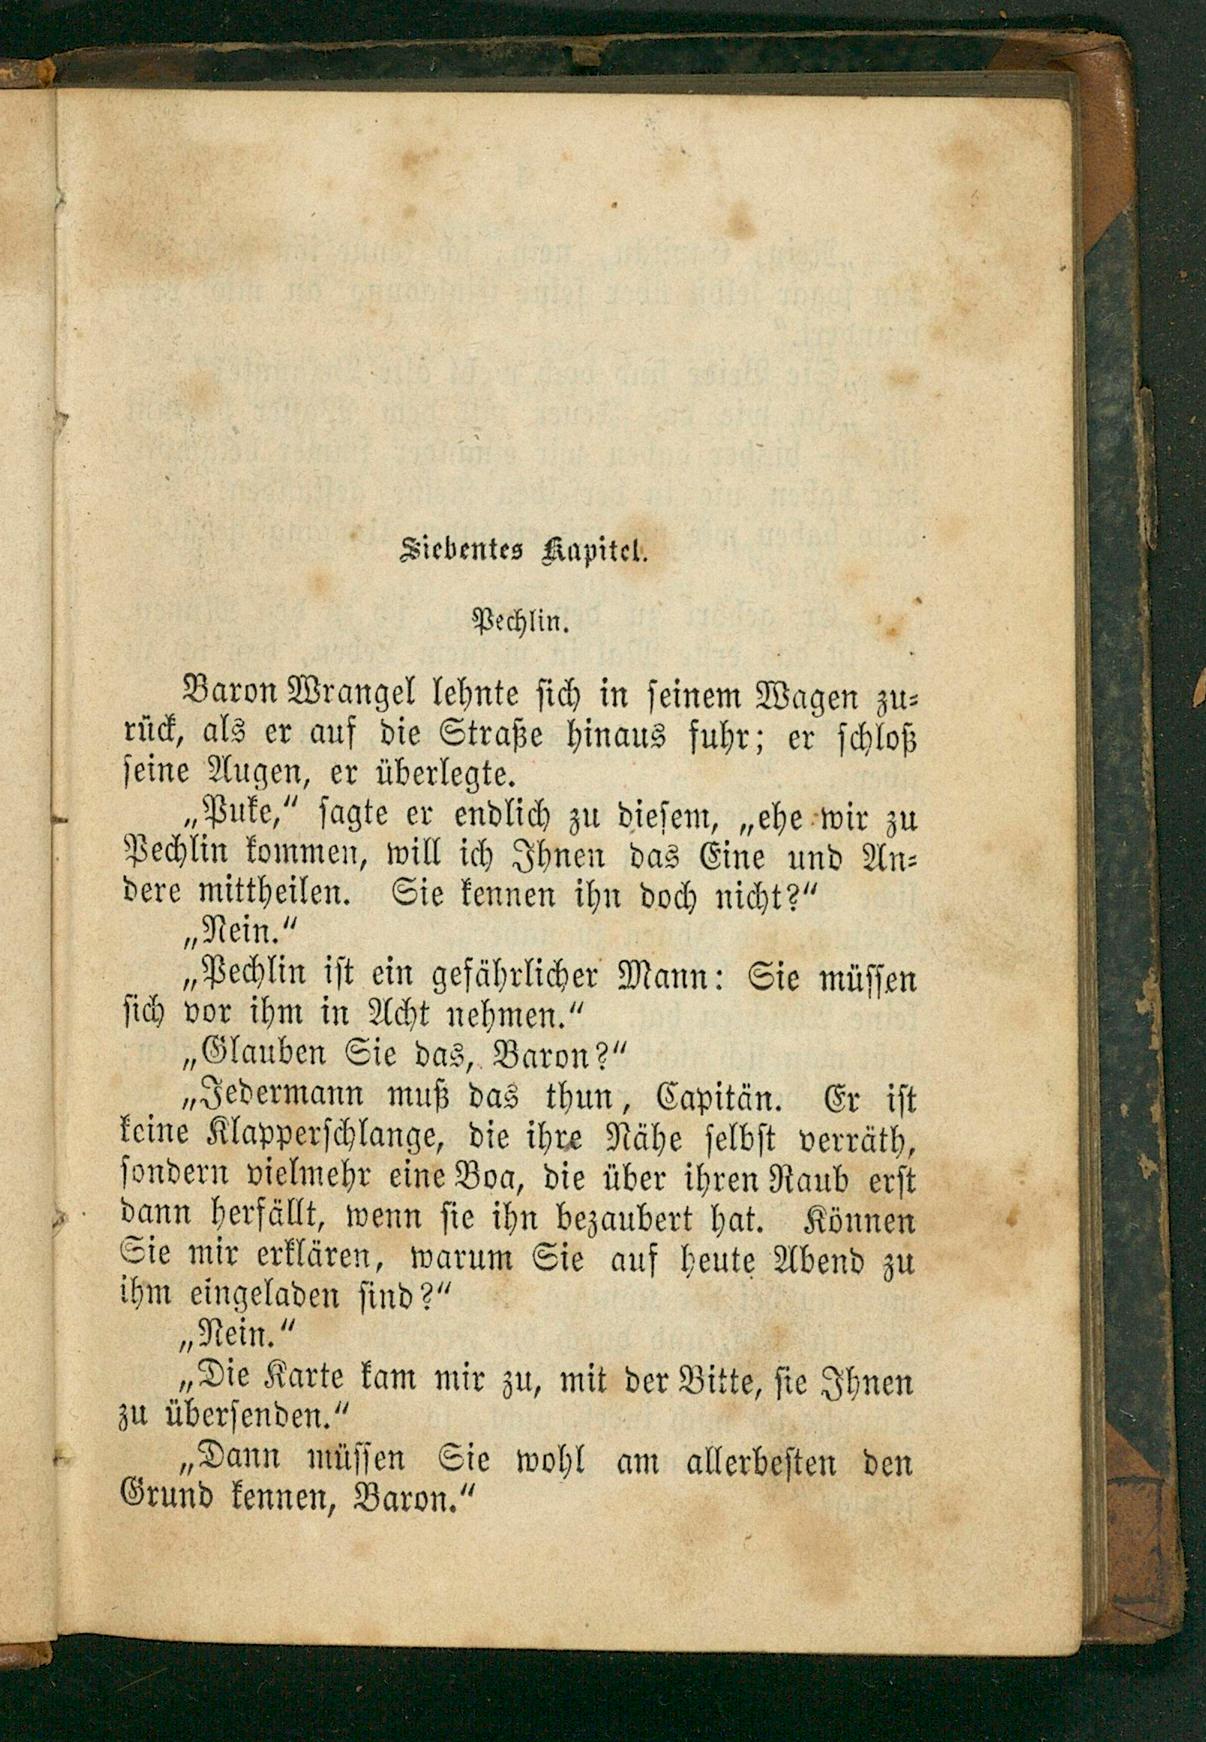 Siebentes Kapitel.
Pechlin.
Baron Wrangel lehnte sich in seinem Wagen zu-
rück, als er auf die Straße hinaus fuhr; er schloß
seine Augen, er überlegte.
„Puke,“ sagte er endlich zu diesem, „ehe wir zu
Pechlin kommen, will ich Ihnen das Eine und An-
dere mittheilen. Sie kennen ihn doch nicht?“
„Nein.“
„Pechlin ist ein gefährlicher Mann: Sie müssen
sich vor ihm in Acht nehmen.“
„Glauben Sie das, Baron?“
„Jedermann muß das thun, Capitän. Er ist
keine Klapperschlange, die ihre Nähe selbst verräth,
sondern vielmehr eine Boa, die über ihren Raub erst
dann herfällt, wenn sie ihn bezaubert hat. Können
Sie mir erklären, warum Sie auf heute Abend zu
ihm eingeladen sind?“
„Nein.“
„Die Karte kam mir zu, mit der Bitte, sie Ihnen
zu übersenden.“
„Dann müssen Sie wohl am allerbesten den
Grund kennen, Baron.“